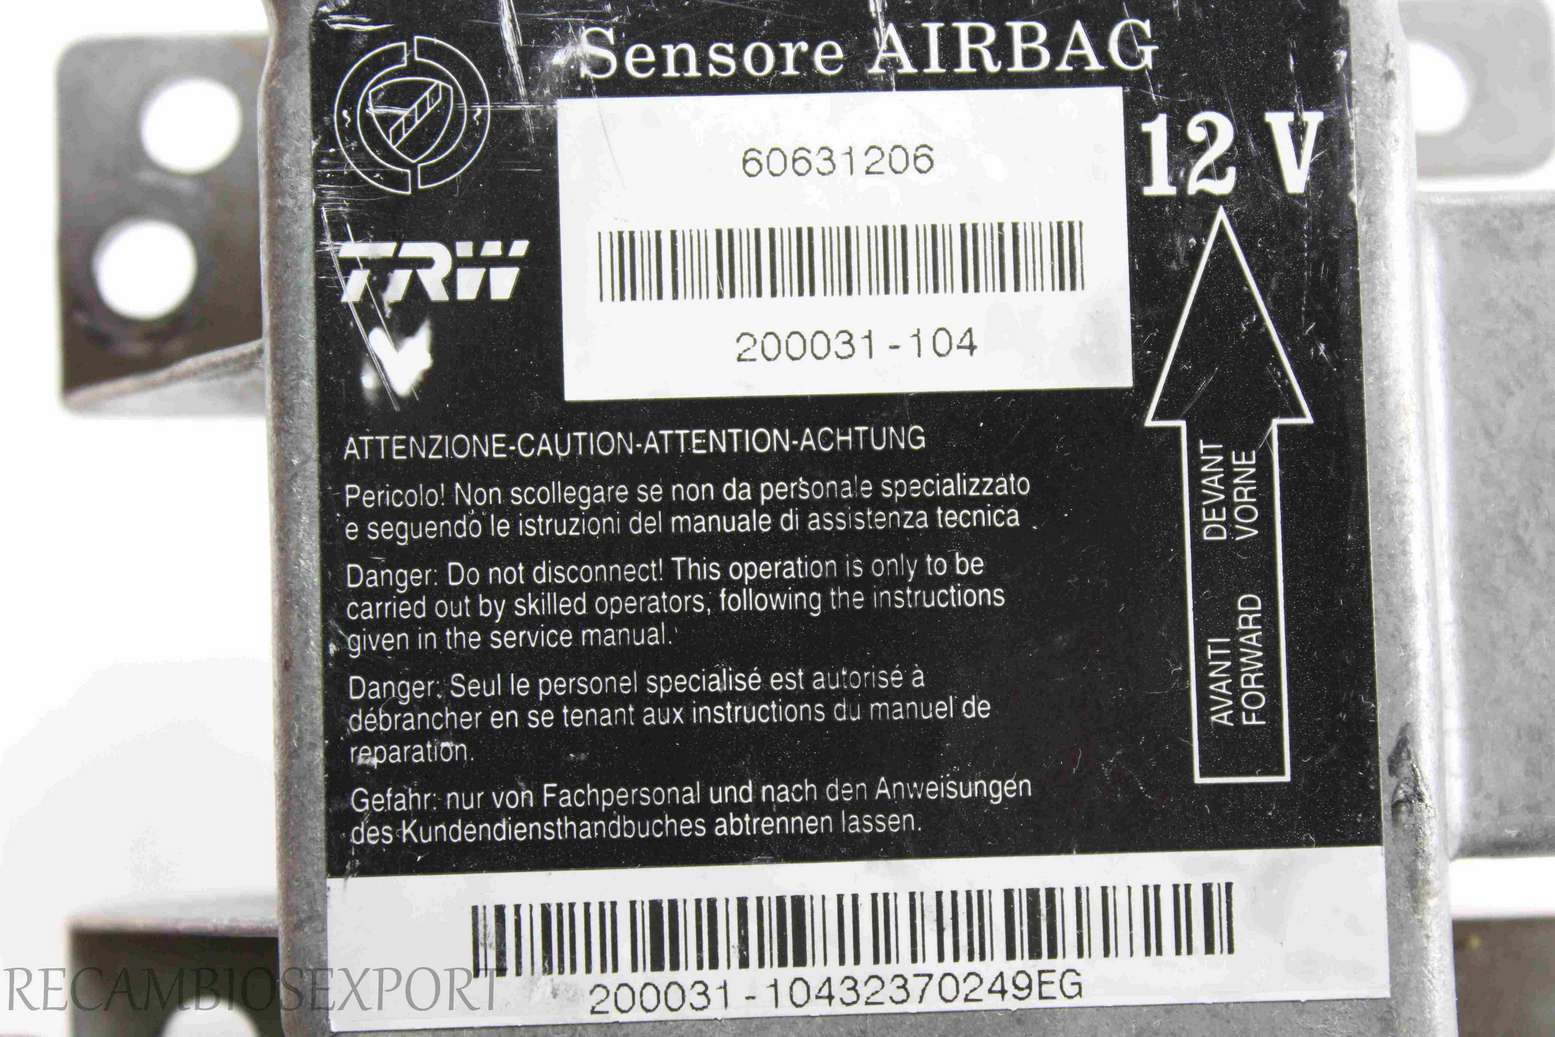 Sensore AIRBAG
60631206
12 V
TRW
200031-104
ATTENZIONE-CAUTION-ATTENTION-ACHTUNG
Pericolo! Non scollegare se non da personale specializzato
e seguendo le istruzioni del manuale di assistenza tecnica .
Danger: Do not disconnect! This operation is only to be
carried out by skilled operators, following the instructions
given in the service manual.
Danger: Seul le personel specialisé est autorisé à
débrancher en se tenant aux instructions du manuel de
reparation.
Gefahr: nur von Fachpersonal und nach den Anweisungen
des Kundendiensthandbuches abtrennen lassen.
AVANTI DEVANT
FORWARD VORNE
200031-10432370249EG
RECAMBIOSEXPORT